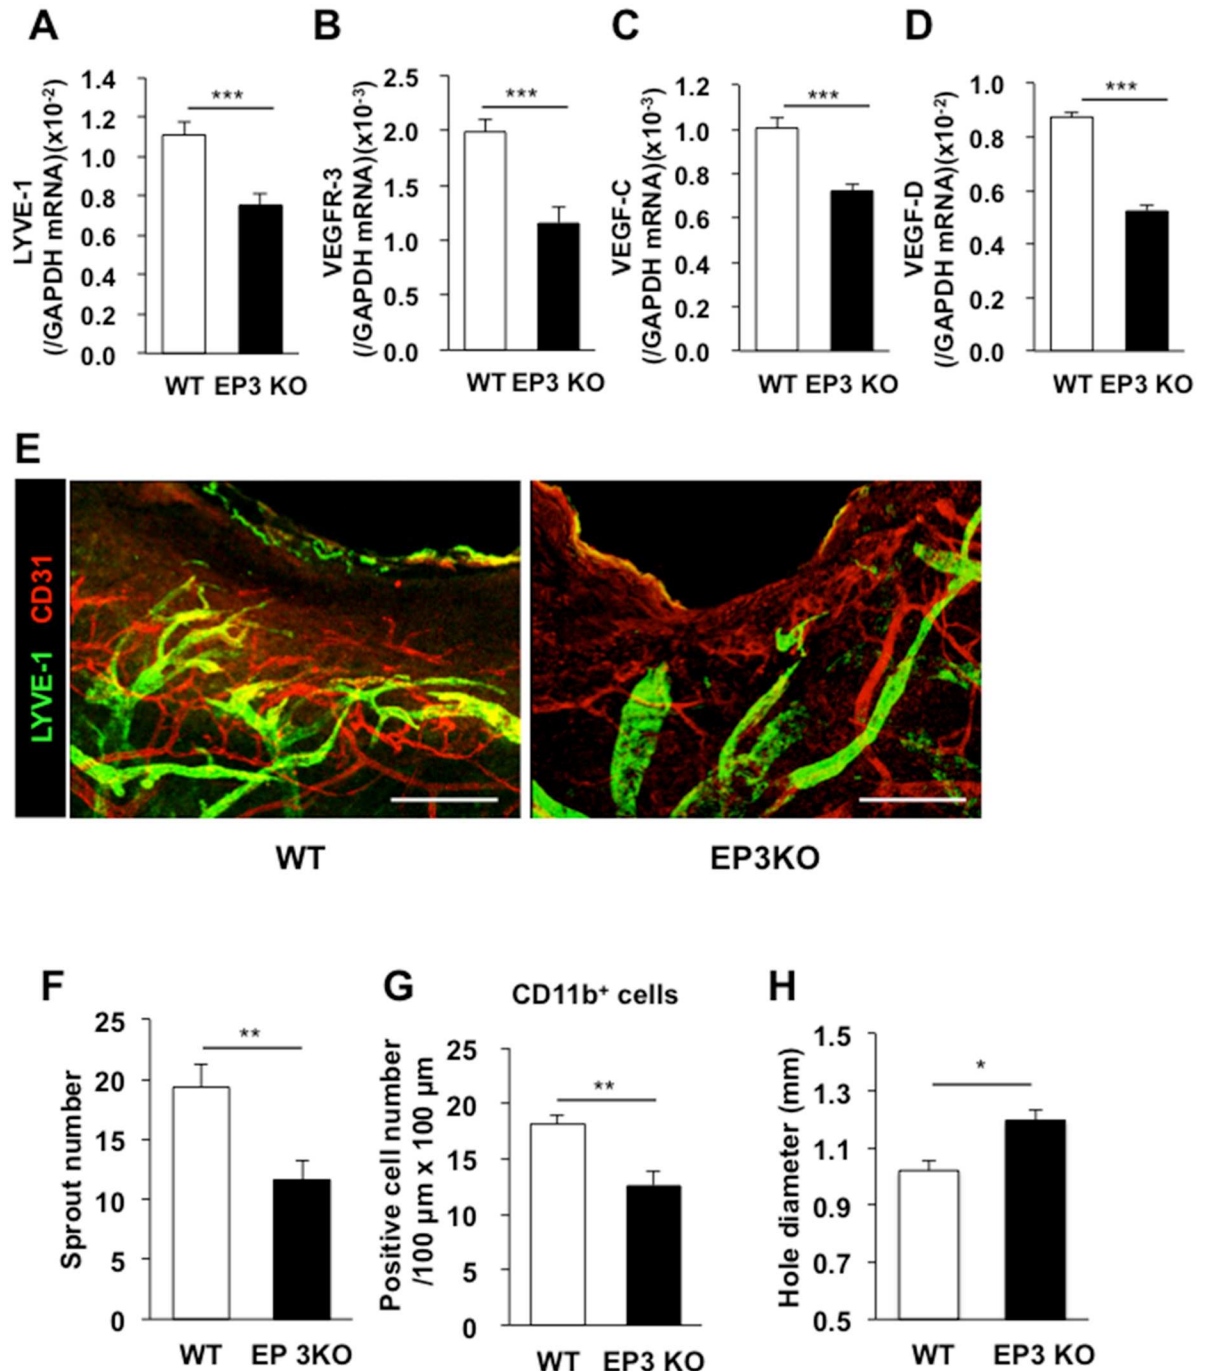 A
LYVE-1
(/GAPDH mRNA)(x10-2)
1.4
1.2
1.0
0.8
0.6
0.4
0.2
0.0
***
WT EP3 KO
B
VEGFR-3
(/GAPDH mRNA)(x10-3)
2.5
2.0
1.5
1.0
0.5
0.0
***
WT EP3 KO
C
VEGF-C
(/GAPDH mRNA)(x10-3)
1.2
1.0
0.8
0.6
0.4
0.2
0.0
***
WT EP3 KO
D
VEGF-D
(/GAPDH mRNA)(x10-2)
1.0
0.8
0.6
0.4
0.2
0.0
***
WT EP3 KO
E
LYVE-1 CD31
WT
EP3KO
F
Sprout number
25
20
15
10
5
0
**
WT EP 3KO
G
CD11b+ cells
Positive cell number
/100 µm x 100 µm
25
20
15
10
5
0
**
WT EP3 KO
H
Hole diameter (mm)
1.5
1.3
1.1
0.9
0.7
0.5
*
WT EP3 KO